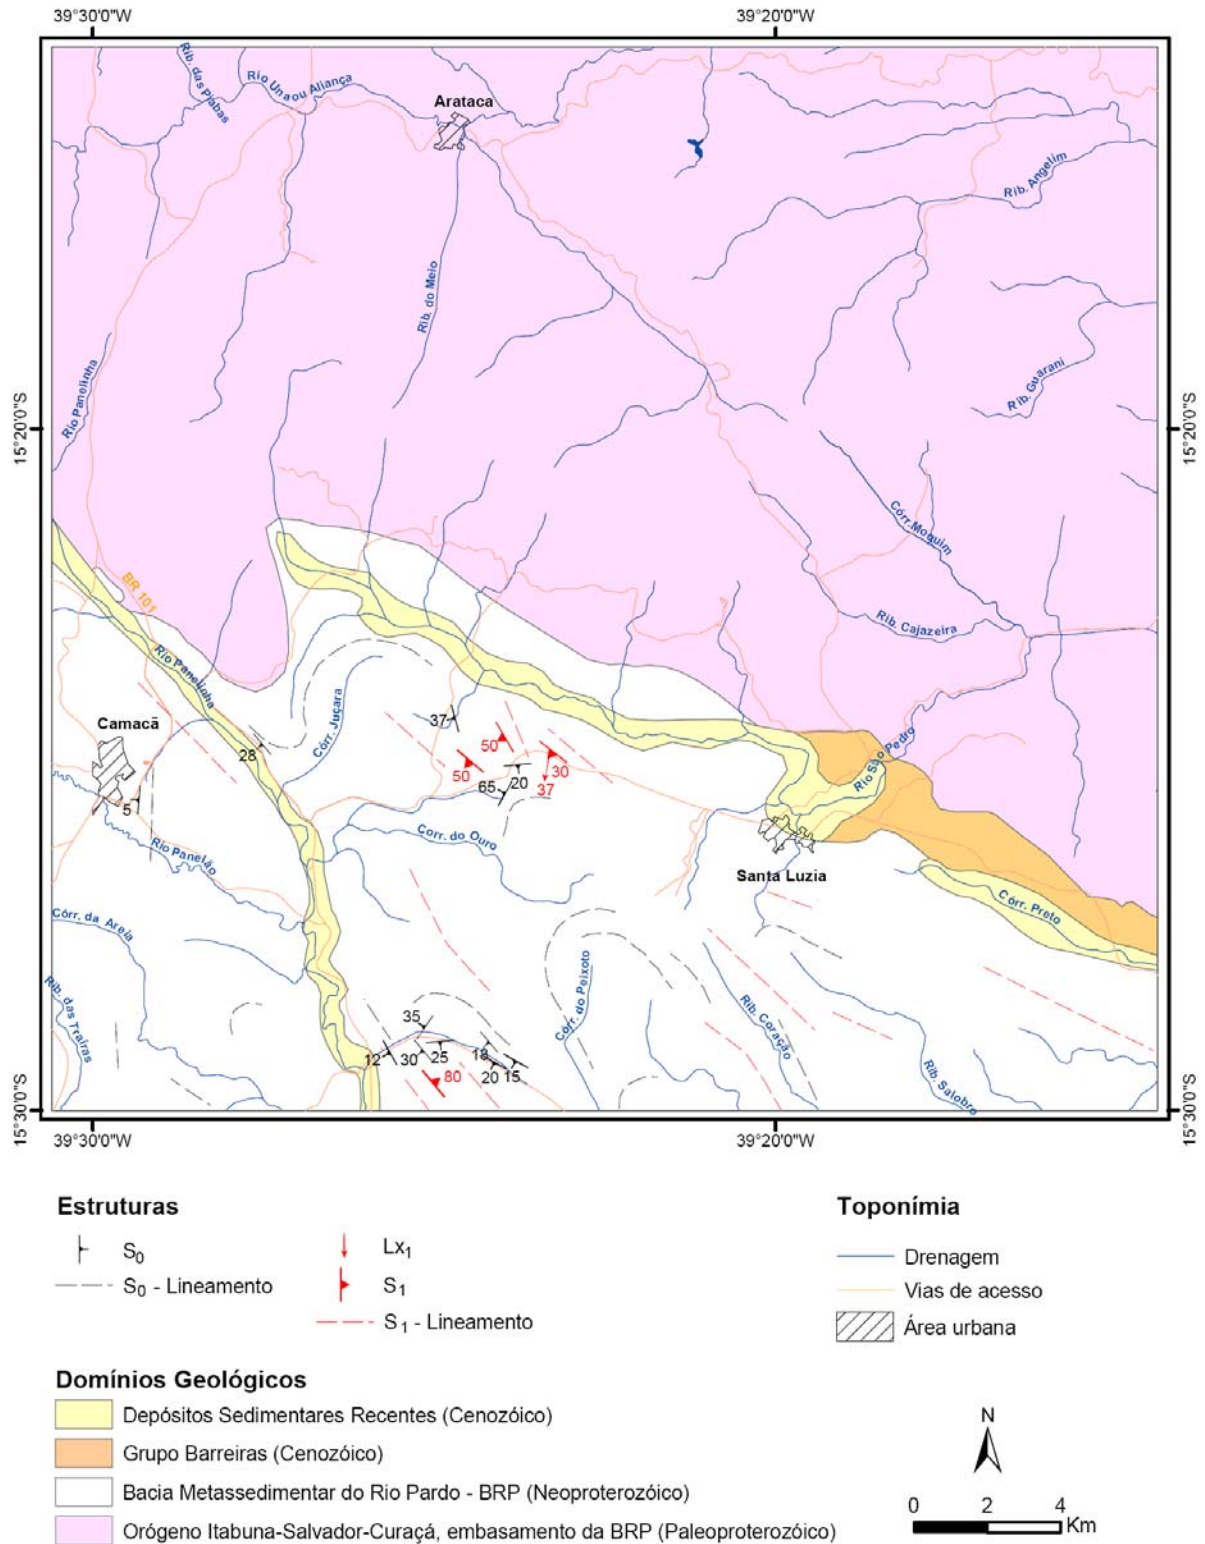 39°30'0"W
39°20'0"W
Rib. das Piabas
Rio Una ou Aliança
Arataca
Rib. Angelim
Rib. do Meio
Rio Panelinha
Rib. Guarani
15°20'0"S
15°20'0"S
Córr. Moquim
BR 101
Rib. Cajazeira
Rio Panelinha
Córr. Juçara
Camacã
37
28
50
50
30
20
37
65
5
Rio São Pedro
Rio Panelão
Corr. do Ouro
Santa Luzia
Córr. da Areia
Córr. Preto
Rib. das Traíras
Córr. do Peixoto
Rib. Coração
Rib. Salobro
35
12
30
25
18
20
15
80
15°30'0"S
15°30'0"S
39°30'0"W
39°20'0"W
Estruturas
S0
S0 - Lineamento
Lx1
S1
S1 - Lineamento
Toponímia
Drenagem
Vias de acesso
Área urbana
Domínios Geológicos
Depósitos Sedimentares Recentes (Cenozóico)
Grupo Barreiras (Cenozóico)
Bacia Metassedimentar do Rio Pardo - BRP (Neoproterozóico)
Orógeno Itabuna-Salvador-Curaçá, embasamento da BRP (Paleoproterozóico)
N
0 2 4
Km